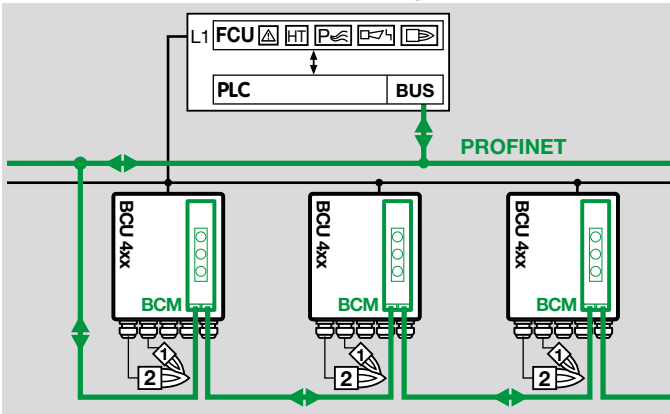 L1 FCU HT P
PLC BUS
PROFINET
BCU 4xx BCU 4xx BCU 4xx
BCM BCM BCM
1 1 1
2 2 2